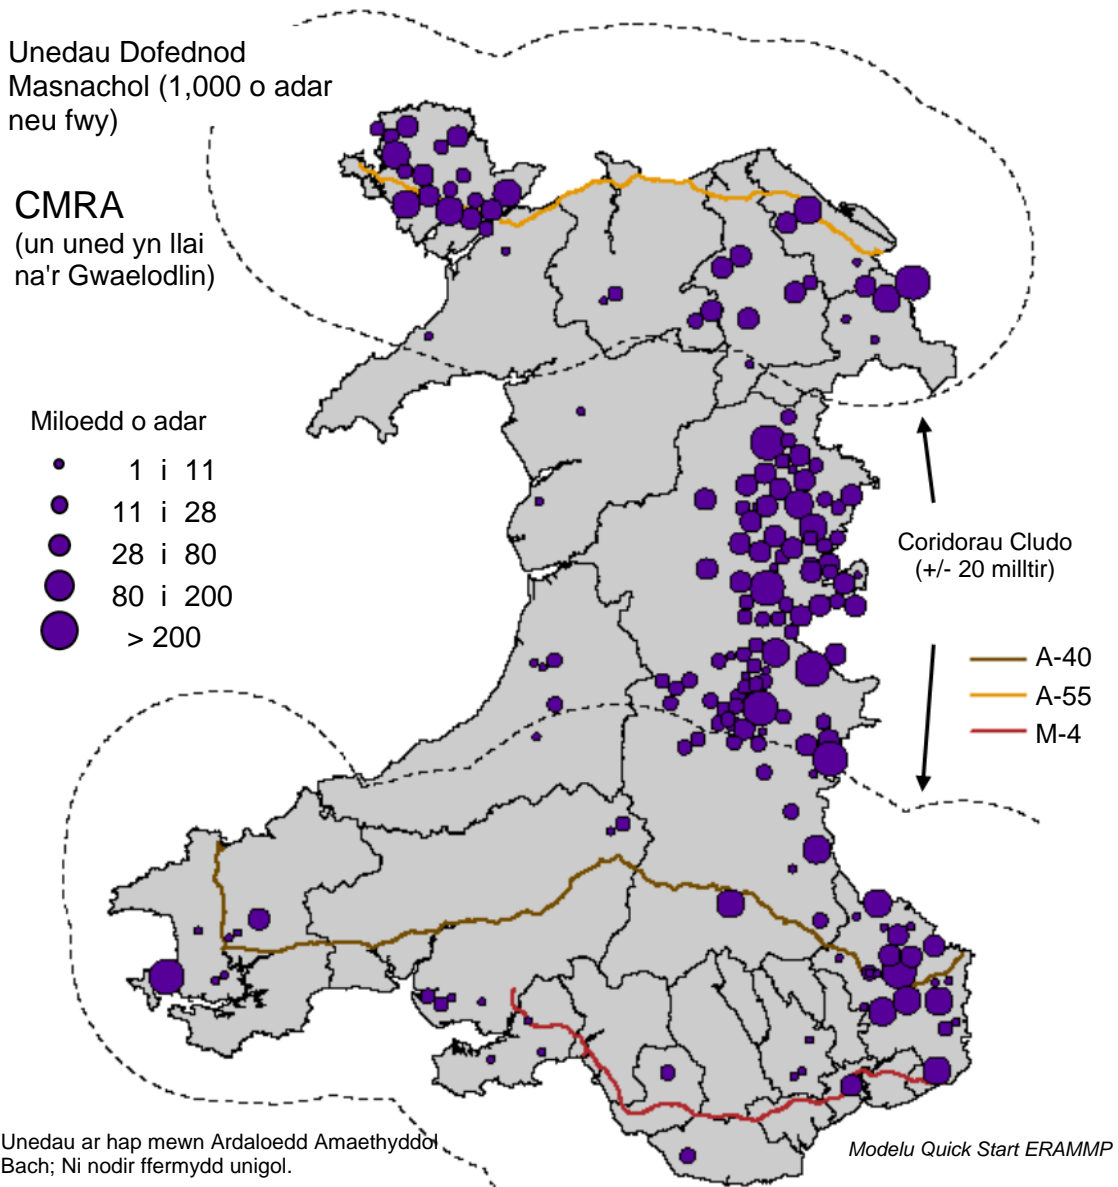 Unedau Dofednod
Masnachol (1,000 o adar
neu fwy)
CMRA
(un uned yn llai
na'r Gwaelodlin)
Miloedd o adar
1 i 11
11 i 28
28 i 80
80 i 200
> 200
Coridorau Cludo
(+/- 20 milltir)
A-40
A-55
M-4
Unedau ar hap mewn Ardaloedd Amaethyddol
Bach; Ni nodir ffermydd unigol.
Modelu Quick Start ERAMMP